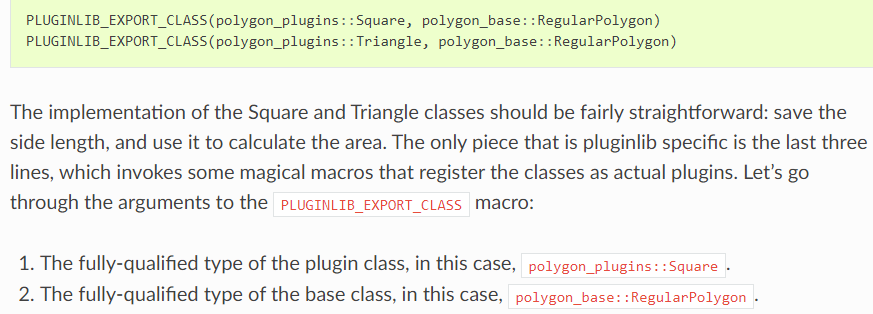 PLUGINLIB_EXPORT_CLASS(polygon_plugins::Square, polygon_base::RegularPolygon)
PLUGINLIB_EXPORT_CLASS(polygon_plugins::Triangle, polygon_base::RegularPolygon)
The implementation of the Square and Triangle classes should be fairly straightforward: save the
side length, and use it to calculate the area. The only piece that is pluginlib specific is the last three
lines, which invokes some magical macros that register the classes as actual plugins. Let’s go
through the arguments to the PLUGINLIB_EXPORT_CLASS macro:
1. The fully-qualified type of the plugin class, in this case, polygon_plugins::Square .
2. The fully-qualified type of the base class, in this case, polygon_base::RegularPolygon .